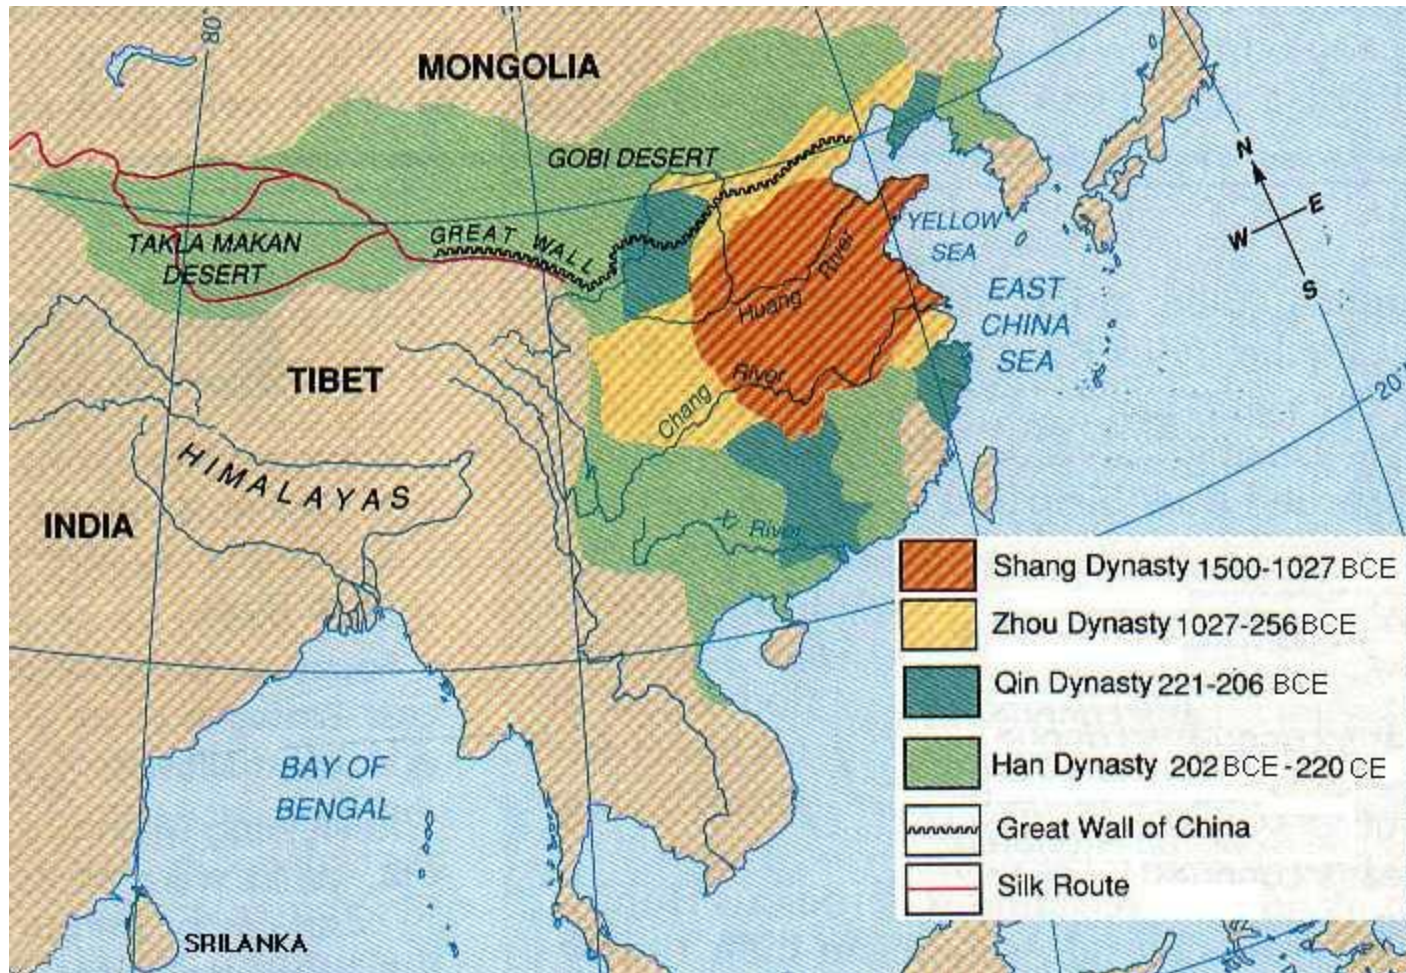 80°
MONGOLIA
GOBI DESERT
N
E
W
S
YELLOW
SEA
TAKLA MAKAN
DESERT
GREAT WALL
River
Huang
EAST
CHINA
SEA
TIBET
River
Chang
20°
HIMALAYAS
INDIA
River
Shang Dynasty 1500-1027 BCE
Zhou Dynasty 1027-256 BCE
Qin Dynasty 221-206 BCE
Han Dynasty 202 BCE - 220 CE
Great Wall of China
Silk Route
BAY OF
BENGAL
SRILANKA